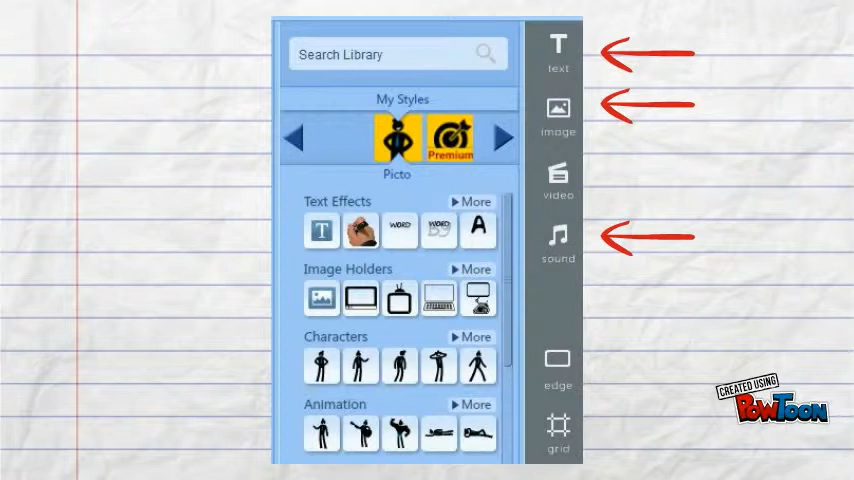 Search Library
My Styles
Premium
Picto
Text Effects
More
T
WORD
WORD
A
Image Holders
More
Characters
More
Animation
More
T
text
image
video
sound
edge
grid
CREATED USING
POWTOON